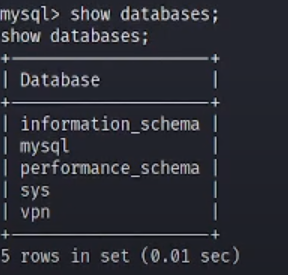 mysql> show databases;
show databases;
+--------------------+
| Database           |
+--------------------+
| information_schema |
| mysql              |
| performance_schema |
| sys                |
| vpn                |
+--------------------+
5 rows in set (0.01 sec)